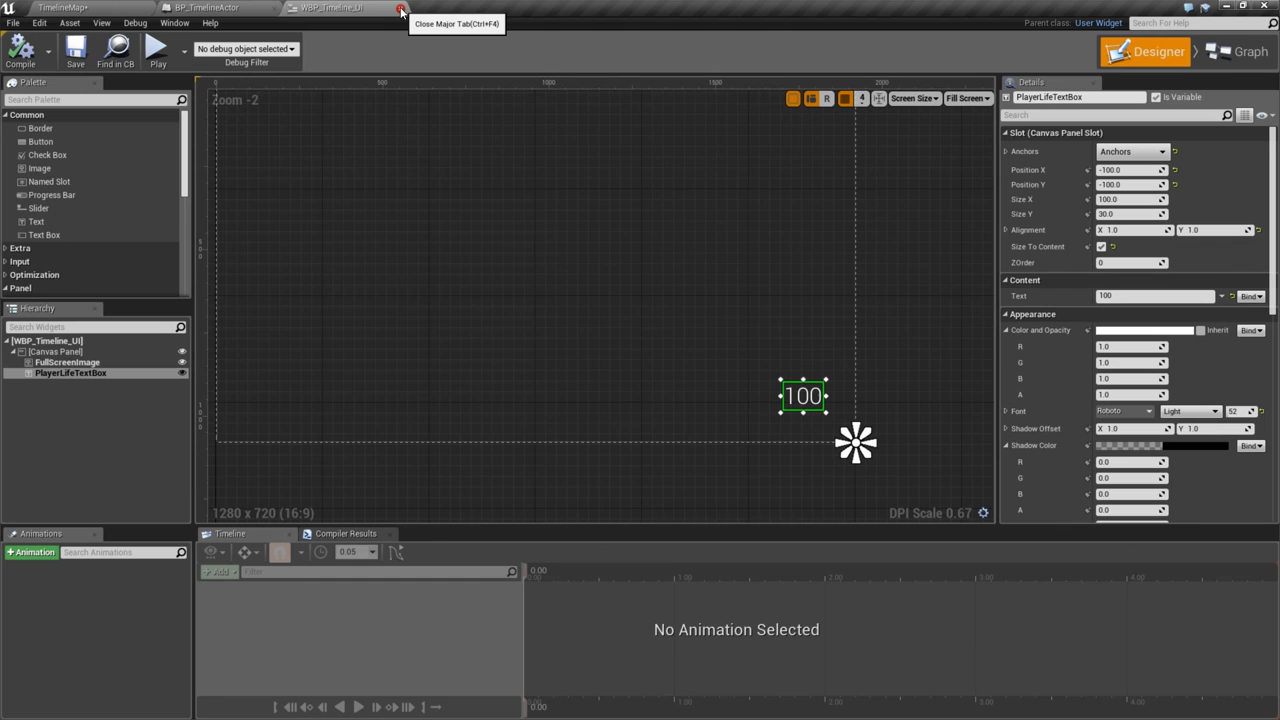 TimelineMap*
BP_TimelineActor
WBP_Timeline_UI
Close Major Tab(Ctrl+F4)
File Edit Asset View Debug Window Help
Parent class: User Widget
Search For Help
Compile
Save
Find in CB
Play
No debug object selected
Debug Filter
Designer
Graph
Palette
Search Palette
Common
Border
Button
Check Box
Image
Named Slot
Progress Bar
Slider
Text
Text Box
Extra
Input
Optimization
Panel
Hierarchy
Search Widgets
[WBP_Timeline_UI]
[Canvas Panel]
FullScreenImage
PlayerLifeTextBox
0 500 1000 1500 2000
Zoom -2
R
4
Screen Size
Fill Screen
100
1280 x 720 (16:9)
DPI Scale 0.67
Details
PlayerLifeTextBox
Is Variable
Search
Slot (Canvas Panel Slot)
Anchors Anchors
Position X -100.0
Position Y -100.0
Size X 100.0
Size Y 30.0
Alignment X 1.0 Y 1.0
Size To Content
ZOrder 0
Content
Text 100 Bind
Appearance
Color and Opacity Inherit Bind
R 1.0
G 1.0
B 1.0
A 1.0
Font Roboto Light 52
Shadow Offset X 1.0 Y 1.0
Shadow Color Bind
R 0.0
G 0.0
B 0.0
A 0.0
Animations
+Animation
Search Animations
Timeline
Compiler Results
0.05
+ Add
Filter
0.00
0.00 1.00 2.00 3.00 4.00
No Animation Selected
0.00